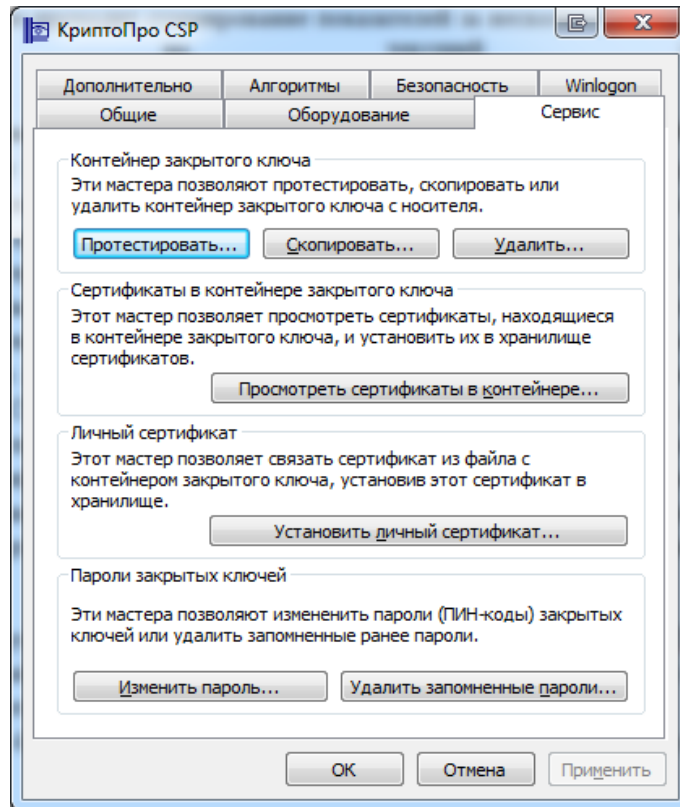 КриптоПро CSP
Дополнительно Алгоритмы Безопасность Winlogon
Общие Оборудование Сервис
Контейнер закрытого ключа
Эти мастера позволяют протестировать, скопировать или
удалить контейнер закрытого ключа с носителя.
Протестировать... Скопировать... Удалить...
Сертификаты в контейнере закрытого ключа
Этот мастер позволяет просмотреть сертификаты, находящиеся
в контейнере закрытого ключа, и установить их в хранилище
сертификатов.
Просмотреть сертификаты в контейнере...
Личный сертификат
Этот мастер позволяет связать сертификат из файла с
контейнером закрытого ключа, установив этот сертификат в
хранилище.
Установить личный сертификат...
Пароли закрытых ключей
Эти мастера позволяют измененить пароли (ПИН-коды) закрытых
ключей или удалить запомненные ранее пароли.
Изменить пароль... Удалить запомненные пароли...
ОК Отмена Применить